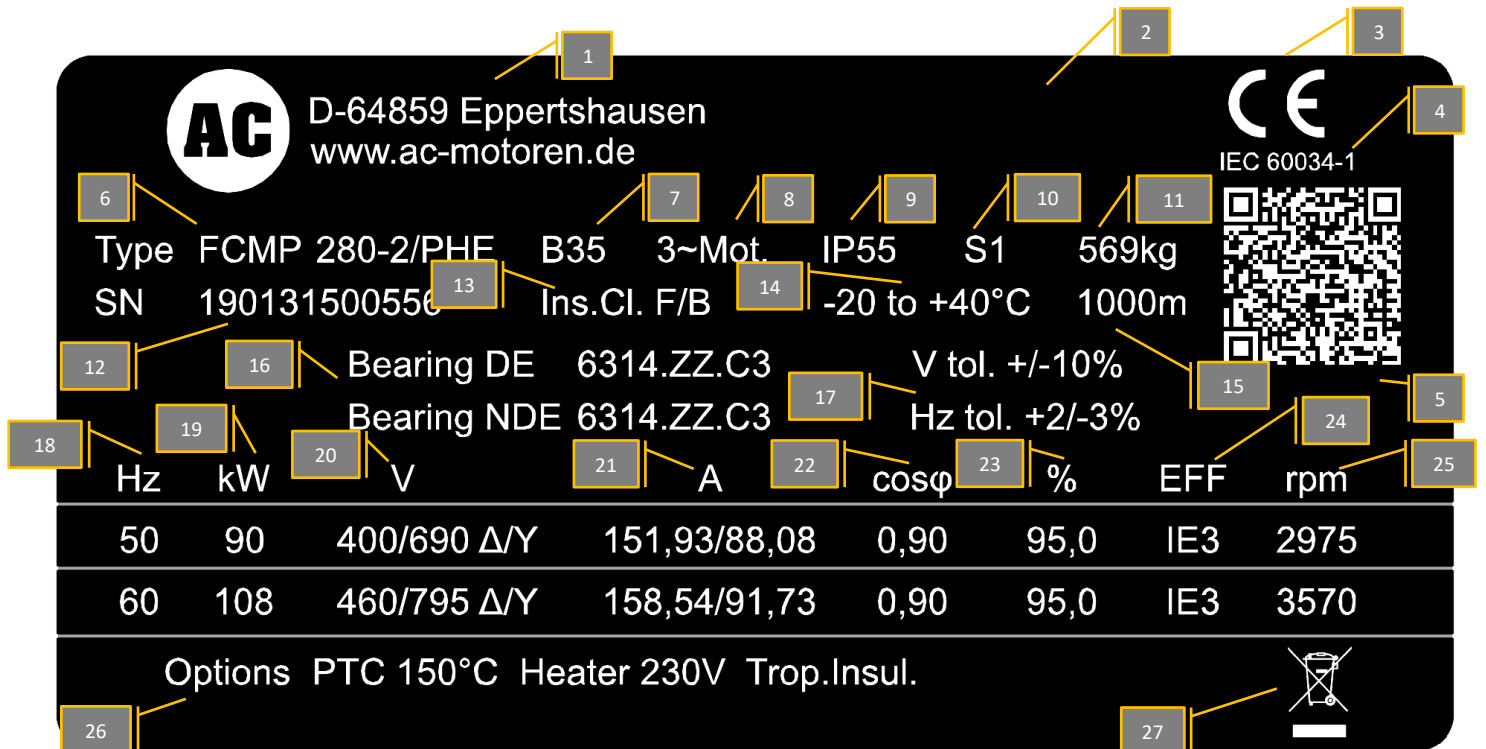 1
2
3
4
AC
D-64859 Eppertshausen
www.ac-motoren.de
CE
IEC 60034-1
6
7
8
9
10
11
Type FCMP 280-2/PHE B35 3~Mot. IP55 S1 569kg
13
14
SN 190131500556 Ins.Cl. F/B -20 to +40°C 1000m
12
16
15
5
Bearing DE 6314.ZZ.C3 V tol. +/-10%
17
Bearing NDE 6314.ZZ.C3 Hz tol. +2/-3%
18
19
20
21
22
23
24
25
Hz kW V A cosφ % EFF rpm
50 90 400/690 Δ/Y 151,93/88,08 0,90 95,0 IE3 2975
60 108 460/795 Δ/Y 158,54/91,73 0,90 95,0 IE3 3570
Options PTC 150°C Heater 230V Trop.Insul.
26
27